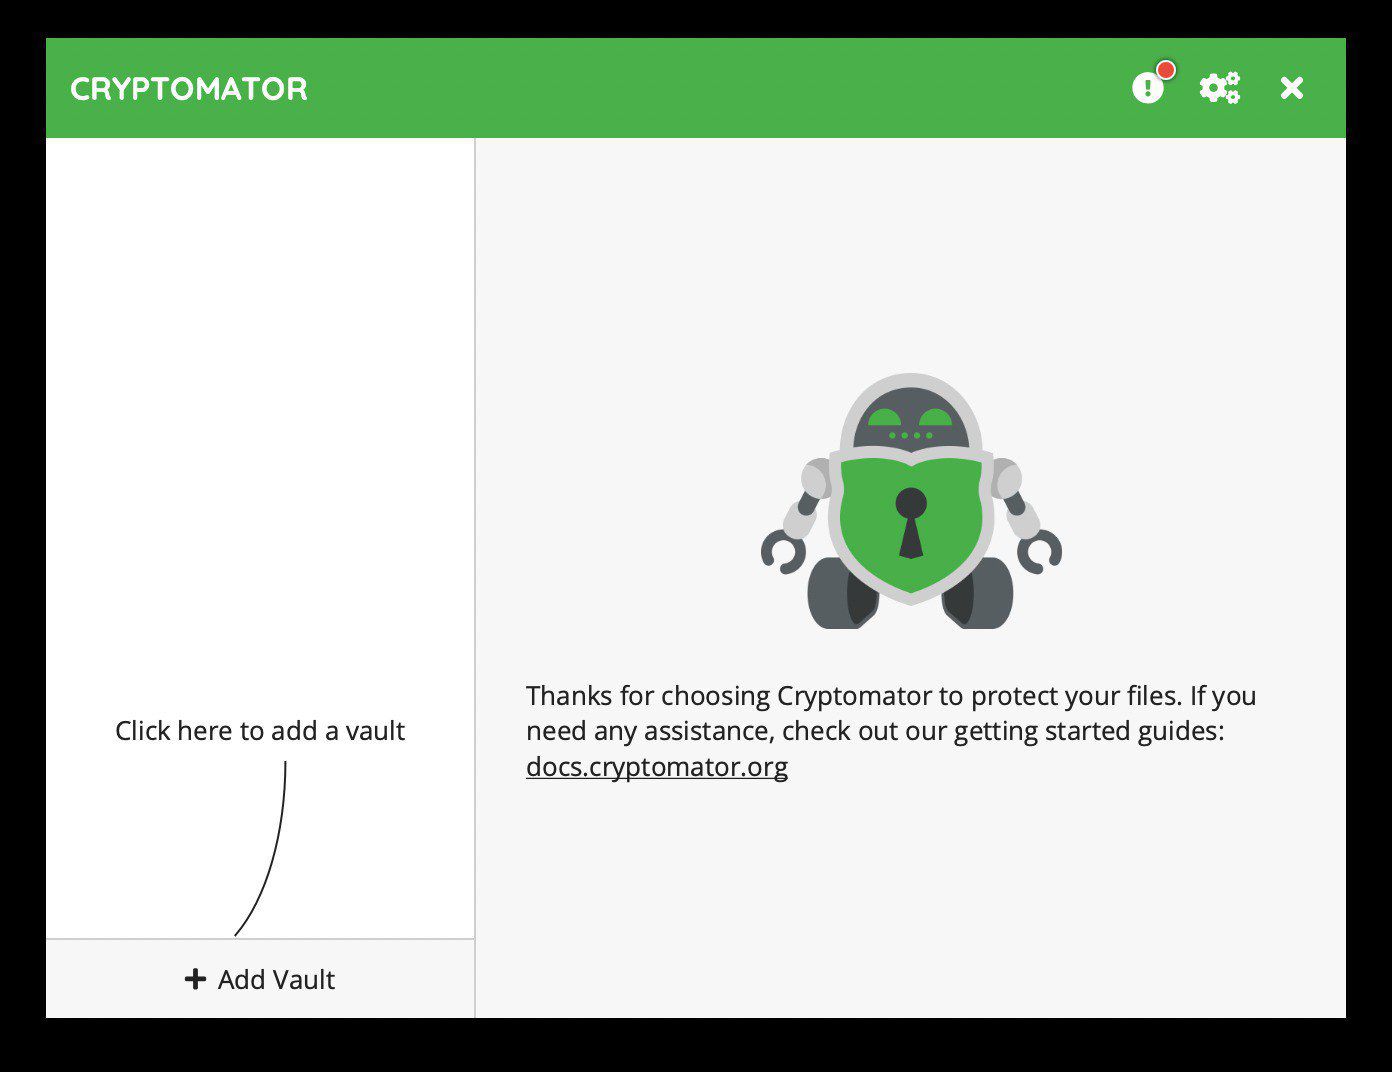 CRYPTOMATOR
Click here to add a vault
Add Vault
Thanks for choosing Cryptomator to protect your files. If you
need any assistance, check out our getting started guides:
docs.cryptomator.org